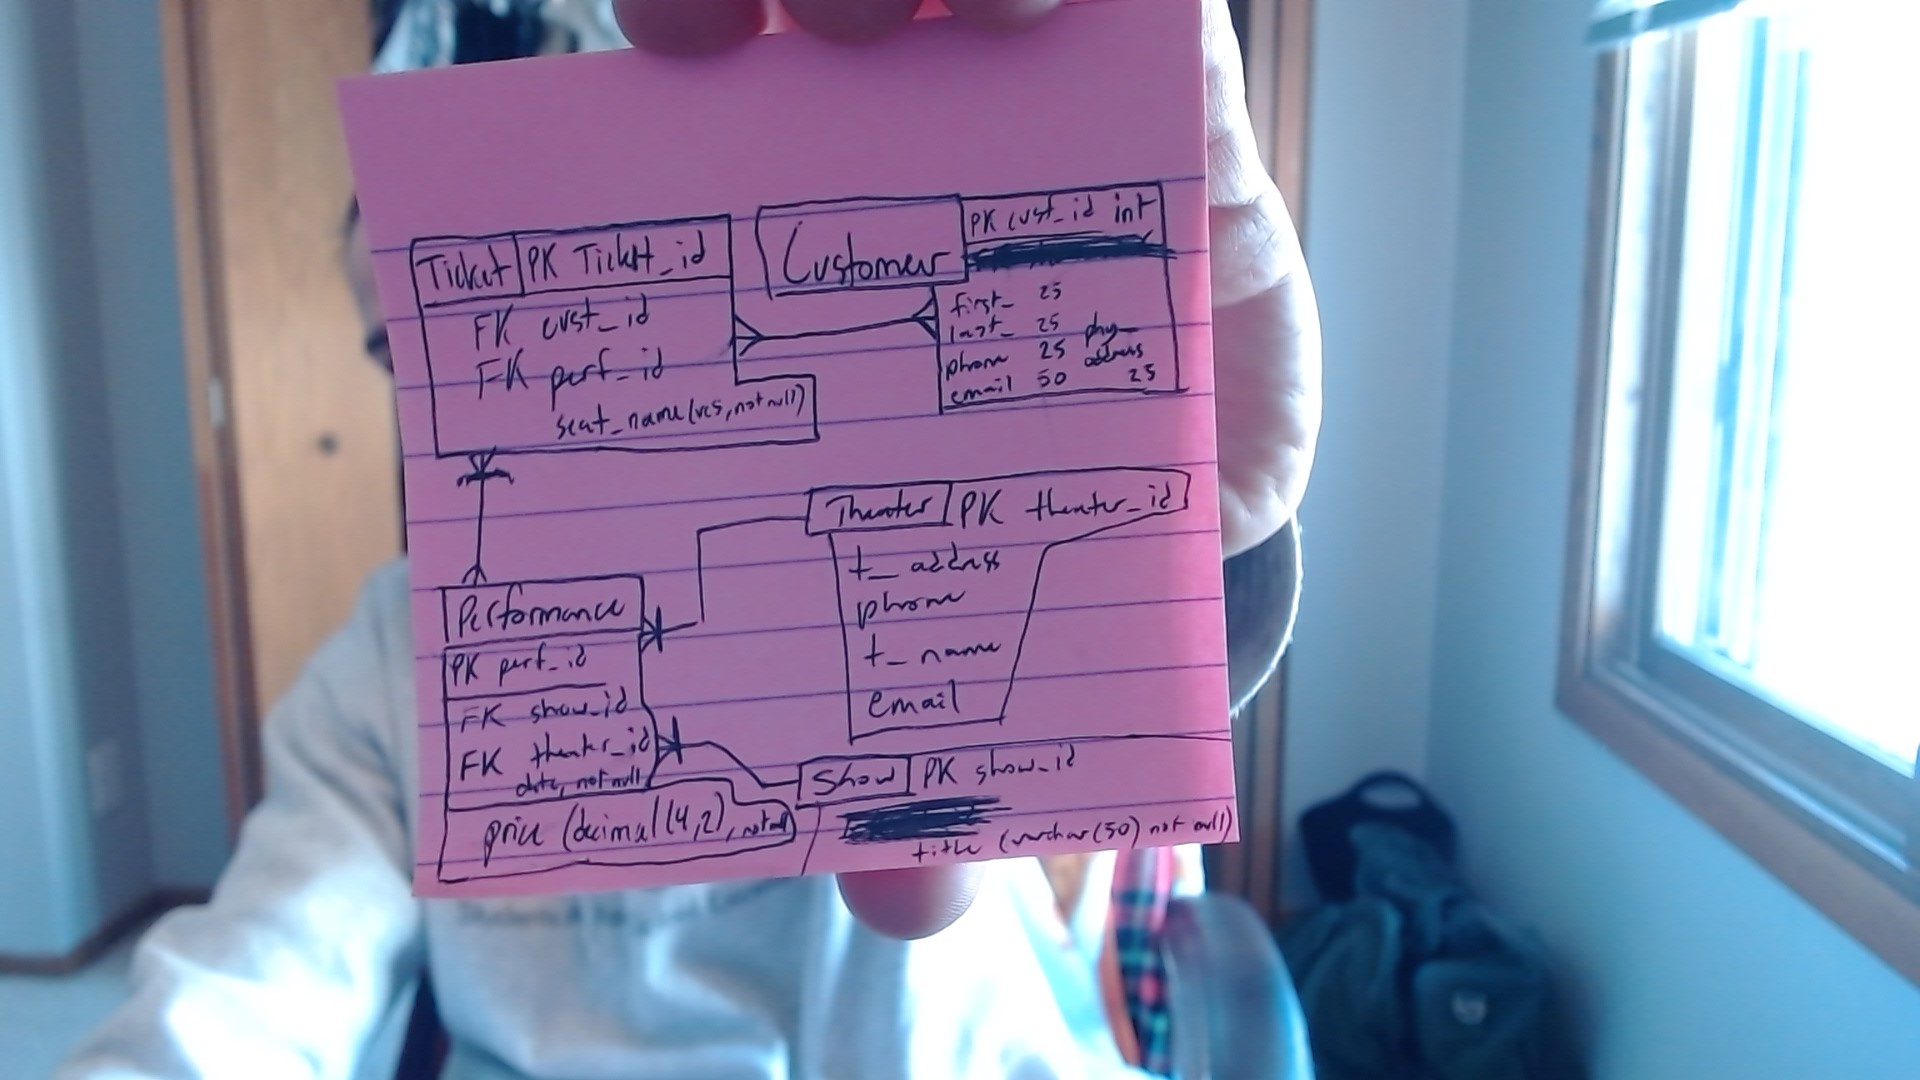 Ticket PK Ticket_id
FK cust_id
FK perf_id
seat_name (vc5, not null)
Customer PK cust_id int
first_ 25
last_ 25
phone 25
email 50
phy_
address
25
Performance
PK perf_id
FK show_id
FK theater_id
date, not null
price (decimal(4,2), not null)
Theater PK theater_id
t_address
phone
t_name
email
Show PK show_id
title (varchar(50) not null)